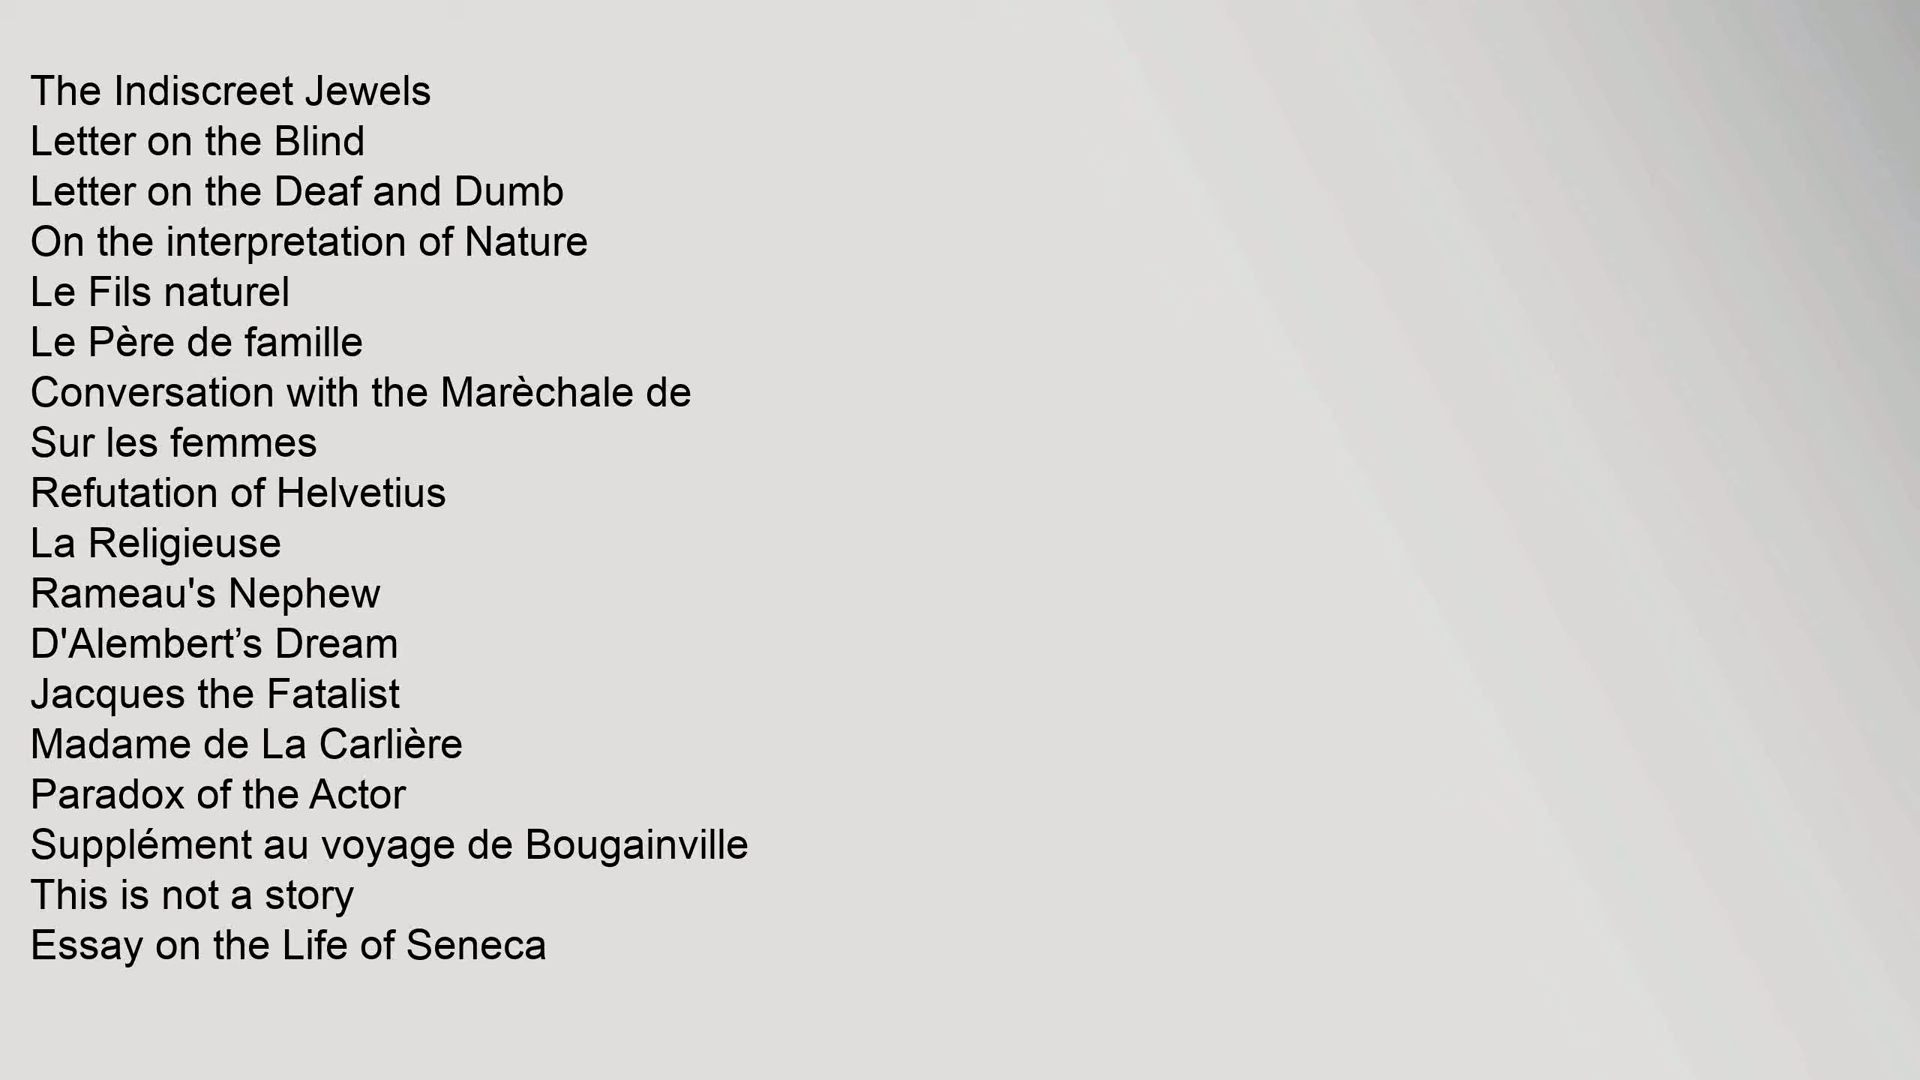 The Indiscreet Jewels
Letter on the Blind
Letter on the Deaf and Dumb
On the interpretation of Nature
Le Fils naturel
Le Père de famille
Conversation with the Marèchale de
Sur les femmes
Refutation of Helvetius
La Religieuse
Rameau's Nephew
D'Alembert’s Dream
Jacques the Fatalist
Madame de La Carlière
Paradox of the Actor
Supplément au voyage de Bougainville
This is not a story
Essay on the Life of Seneca